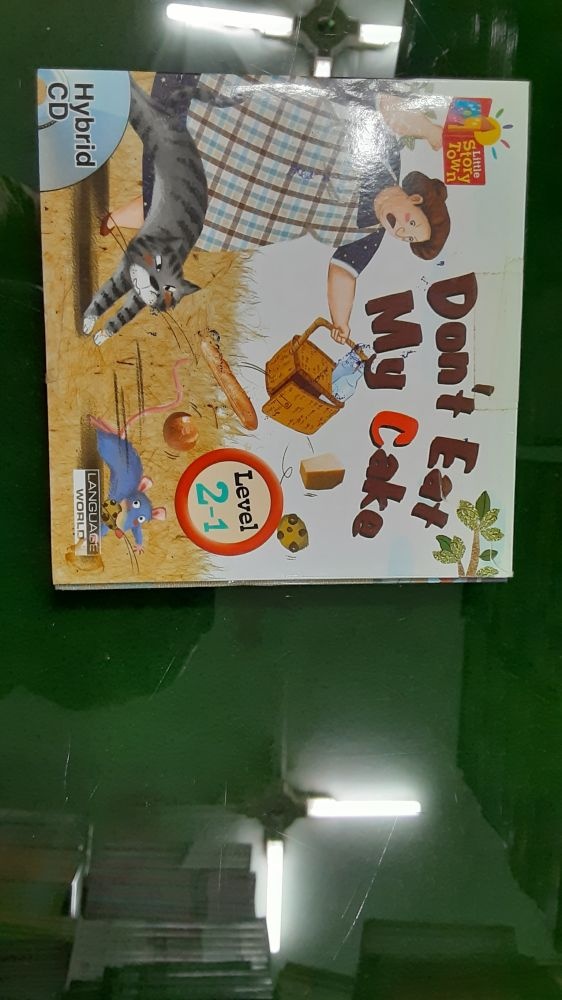 Little
Story
Town
Hybrid
CD
Don't Eat
My Cake
Level
2-1
LANGUAGE
WORLD